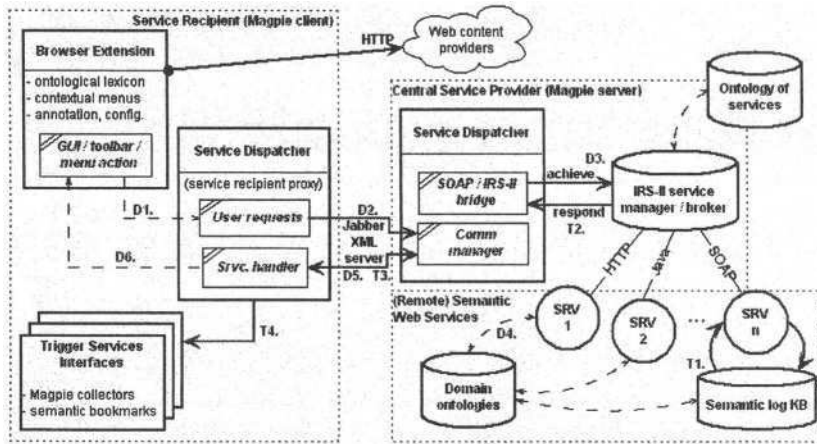 Service Recipient (Magpie client)
Browser Extension
- ontological lexicon
- contextual menus
- annotation, config.
GUI / toolbar /
menu action
HTTP
Web content
providers
Service Dispatcher
(service recipient proxy)
User requests
Srvc. handler
D1.
D6.
D2.
Jabber
XML
server
D5. T3.
T4.
Trigger Services
Interfaces
- Magpie collectors
- semantic bookmarks
Central Service Provider (Magpie server)
Service Dispatcher
SOAP / IRS-II
bridge
Comm
manager
D3.
achieve
respond
T2.
Ontology of
services
IRS-II service
manager / broker
HTTP
Java
SOAP
(Remote) Semantic
Web Services
SRV
1
SRV
2
...
SRV
n
D4.
T1.
Domain
ontologies
Semantic log KB